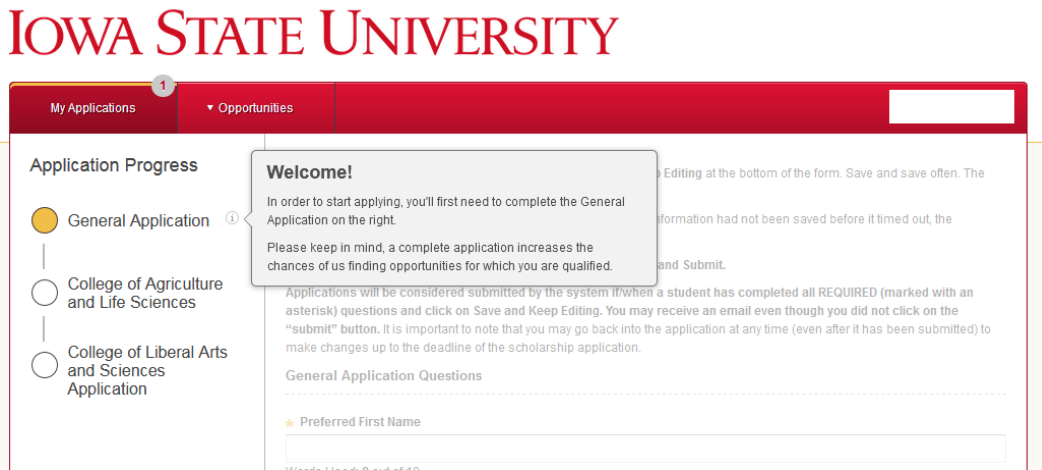 IOWA STATE UNIVERSITY
1
My Applications
▼ Opportunities
Application Progress
General Application
i
College of Agriculture
and Life Sciences
College of Liberal Arts
and Sciences
Application
Welcome!
In order to start applying, you'll first need to complete the General
Application on the right.
Please keep in mind, a complete application increases the
chances of us finding opportunities for which you are qualified.
Editing at the bottom of the form. Save and save often. The
had not been saved before it timed out, the
and Submit.
Applications will be considered submitted by the system if/when a student has completed all REQUIRED (marked with an
asterisk) questions and click on Save and Keep Editing. You may receive an email even though you did not click on the
“submit” button. It is important to note that you may go back into the application at any time (even after it has been submitted) to
make changes up to the deadline of the scholarship application.
General Application Questions
★ Preferred First Name
Words Used: 0 out of 10